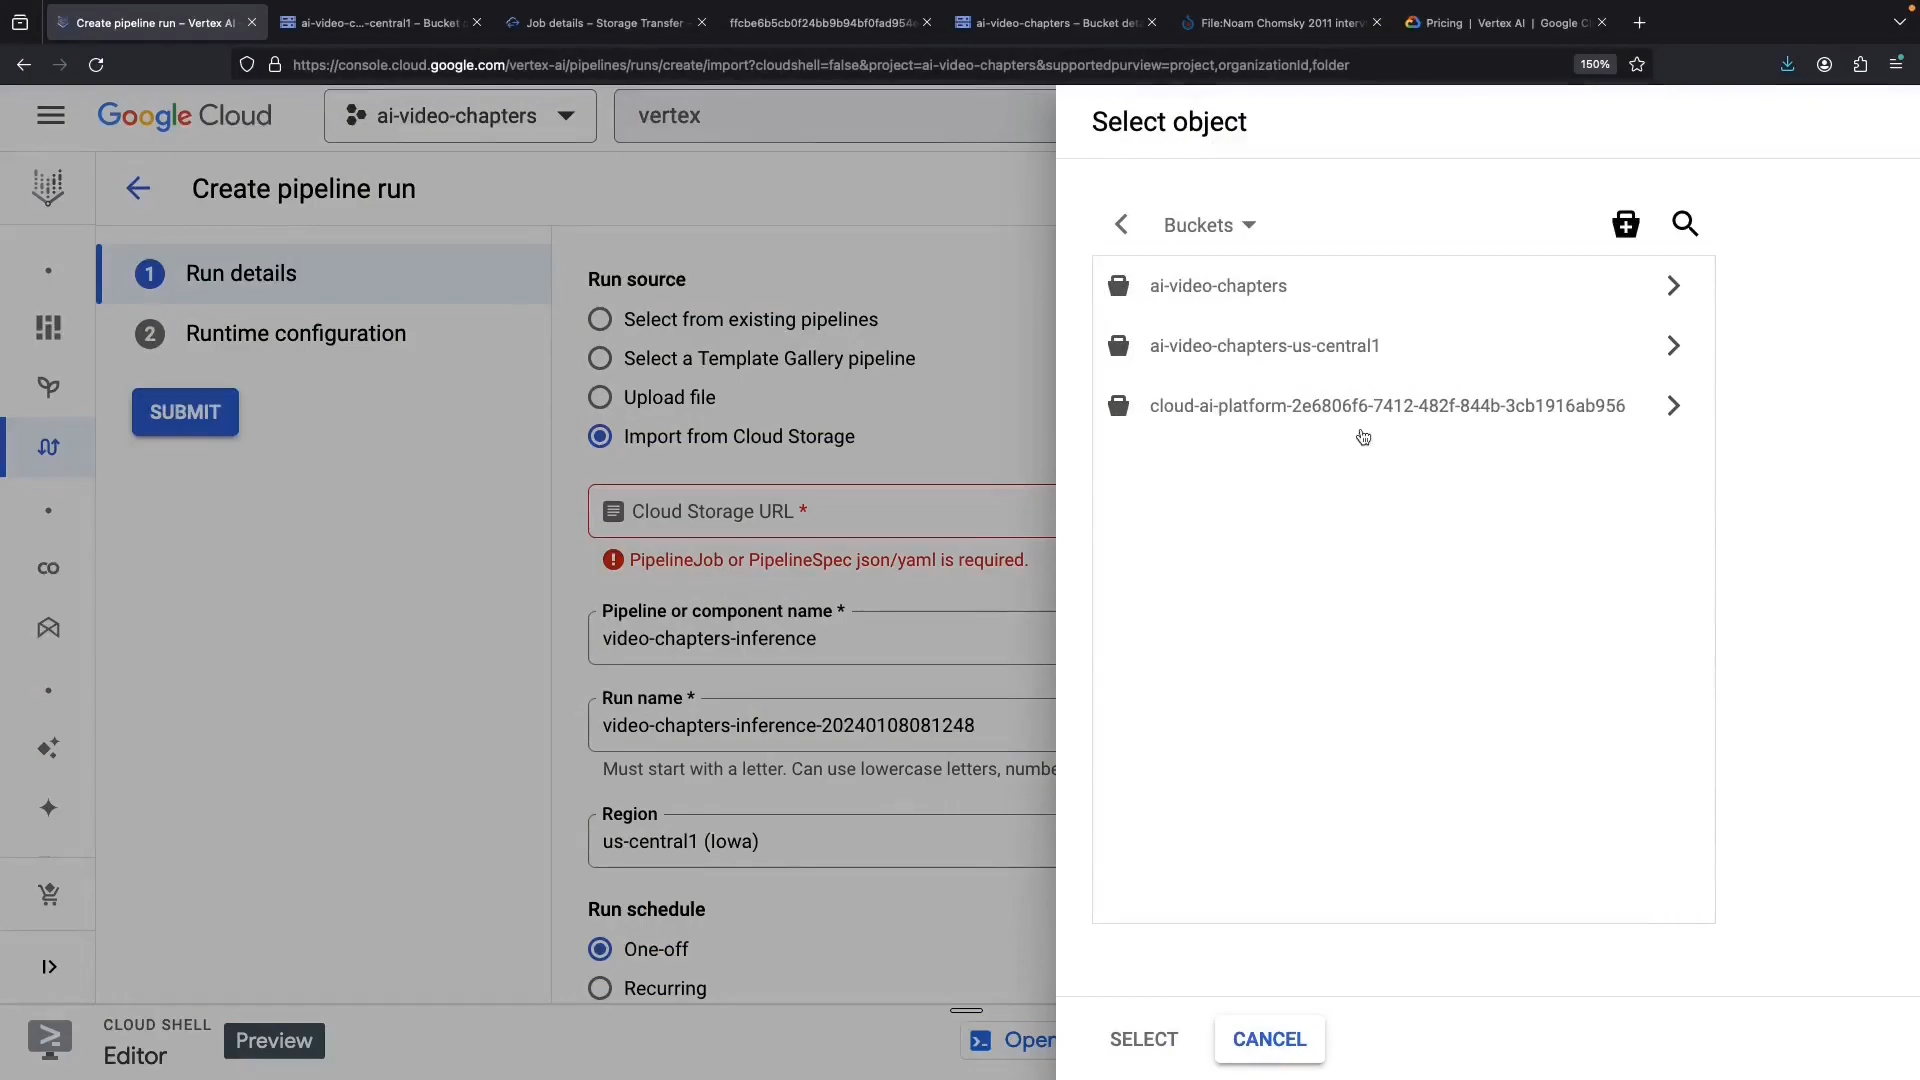 Create pipeline run – Vertex AI
ai-video-c...-central1 – Bucket
Job details – Storage Transfer
ffcbe6b5cb0f24bb9b94bf0fad954
ai-video-chapters – Bucket det
File:Noam Chomsky 2011 interv
Pricing | Vertex AI | Google C
https://console.cloud.google.com/vertex-ai/pipelines/runs/create/import?cloudshell=false&project=ai-video-chapters&supportedpurview=project,organizationId,folder
150%
Google Cloud
ai-video-chapters
vertex
Create pipeline run
1 Run details
2 Runtime configuration
SUBMIT
Run source
Select from existing pipelines
Select a Template Gallery pipeline
Upload file
Import from Cloud Storage
Cloud Storage URL *
PipelineJob or PipelineSpec json/yaml is required.
Pipeline or component name *
video-chapters-inference
Run name *
video-chapters-inference-20240108081248
Must start with a letter. Can use lowercase letters, numbe
Region
us-central1 (Iowa)
Run schedule
One-off
Recurring
CLOUD SHELL
Editor
Preview
Open
Select object
Buckets
ai-video-chapters
ai-video-chapters-us-central1
cloud-ai-platform-2e6806f6-7412-482f-844b-3cb1916ab956
SELECT
CANCEL